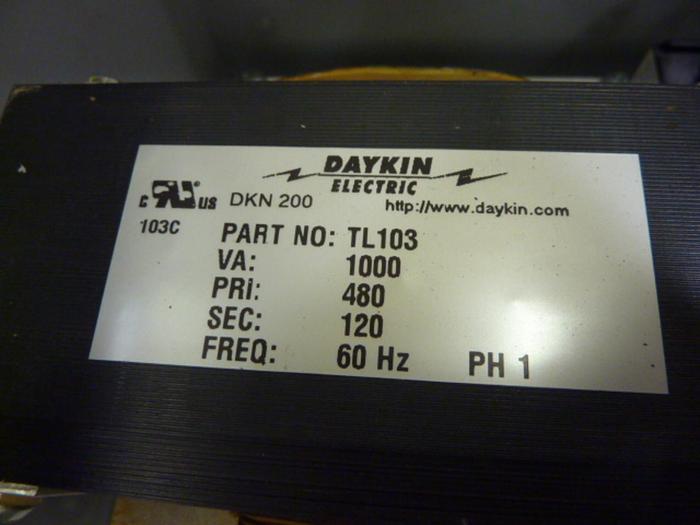 DAYKIN
ELECTRIC
c RU® US DKN 200 http://www.daykin.com
103C
PART NO: TL103
VA: 1000
PRI: 480
SEC: 120
FREQ: 60 Hz PH 1